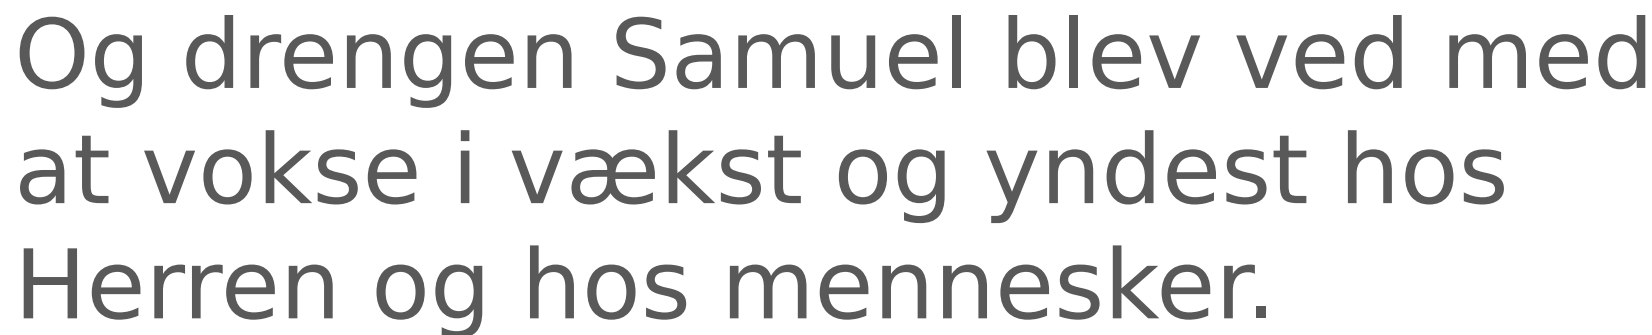 Og drengen Samuel blev ved med
at vokse i vækst og yndest hos
Herren og hos mennesker.